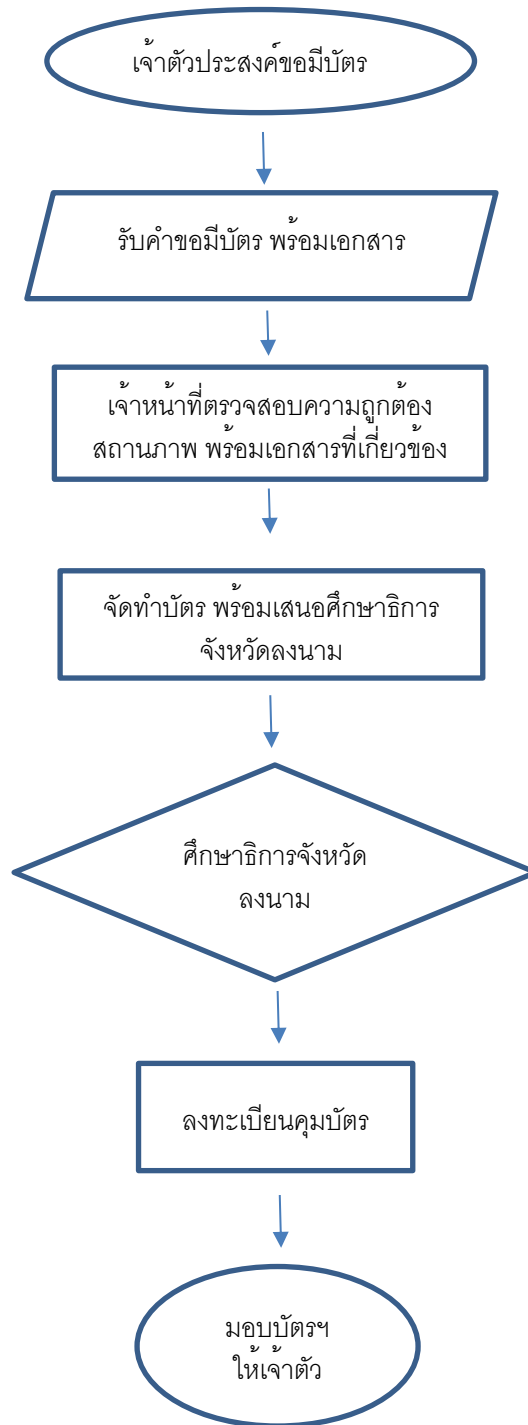 เจ้าตัวประสงค์ขอมีบัตร
รับคำขอมีบัตร พร้อมเอกสาร
เจ้าหน้าที่ตรวจสอบความถูกต้อง
สถานภาพ พร้อมเอกสารที่เกี่ยวข้อง
จัดทำบัตร พร้อมเสนอศึกษาธิการ
จังหวัดลงนาม
ศึกษาธิการจังหวัด
ลงนาม
ลงทะเบียนคุมบัตร
มอบบัตรฯ
ให้เจ้าตัว